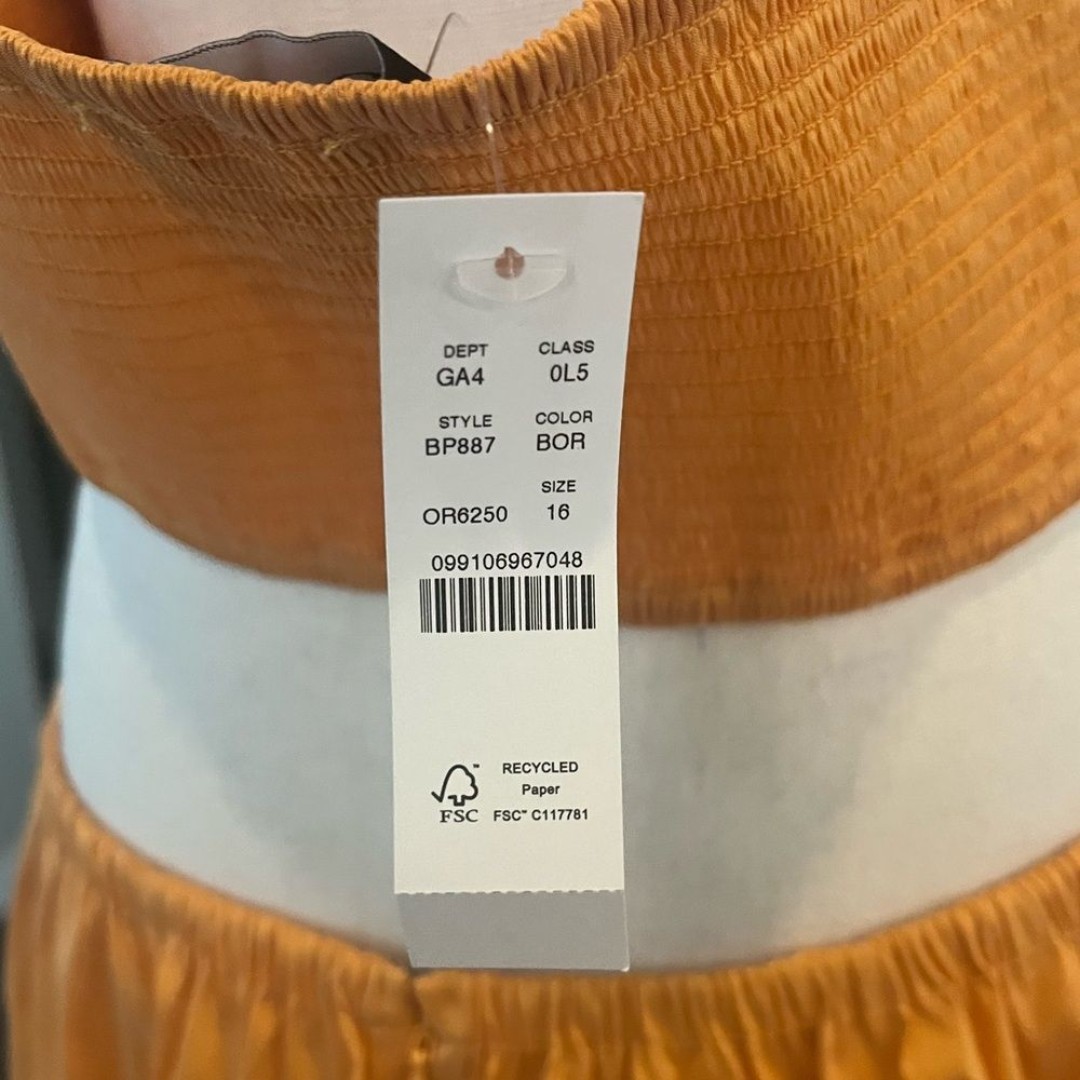 DEPT CLASS
GA4 0L5
STYLE COLOR
BP887 BOR
SIZE
OR6250 16
099106967048
RECYCLED
Paper
FSC FSC™ C117781